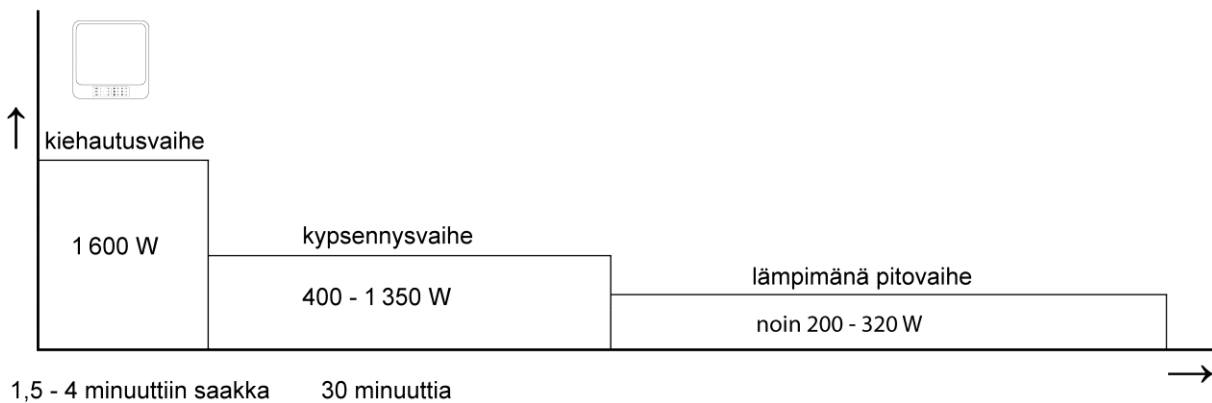 kiehautusvaihe
1 600 W
kypsennysvaihe
400 - 1 350 W
lämpimänä pitovaihe
noin 200 - 320 W
1,5 - 4 minuuttiin saakka
30 minuuttia